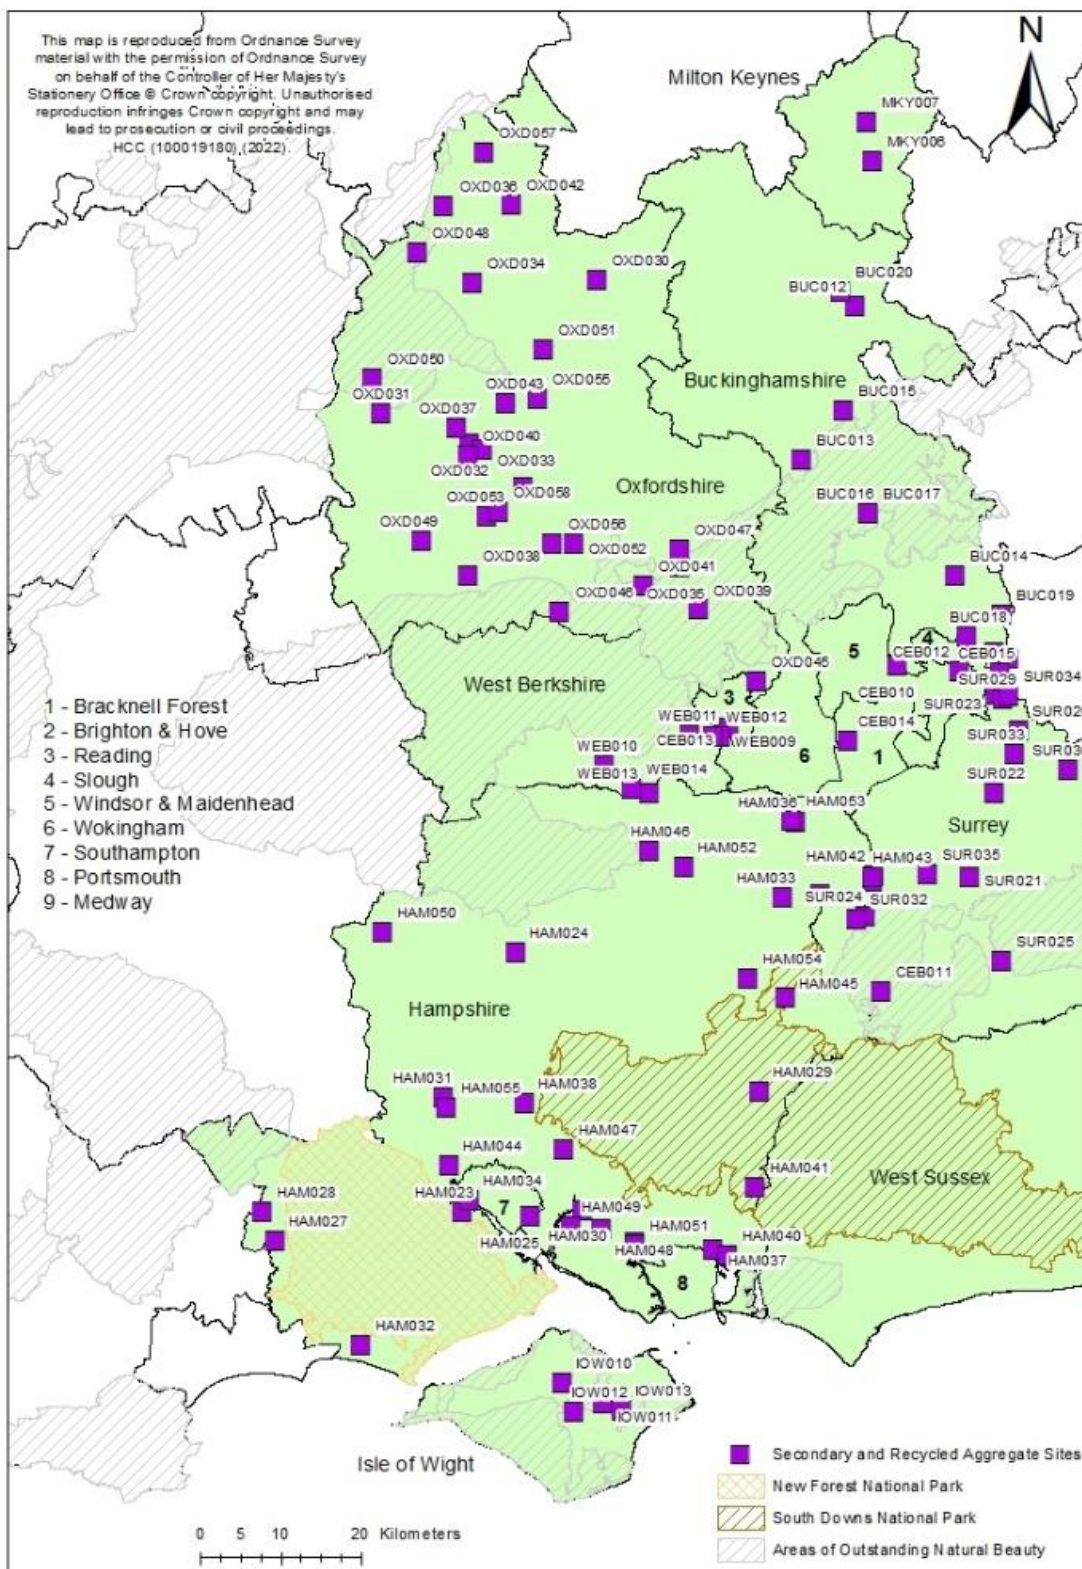 This map is reproduced from Ordnance Survey
material with the permission of Ordnance Survey
on behalf of the Controller of Her Majesty's
Stationery Office © Crown copyright. Unauthorised
reproduction infringes Crown copyright and may
lead to prosecution or civil proceedings.
HCC (100019180) (2022).
N
Milton Keynes
MKY007
MKY006
OXD057
OXD036
OXD042
OXD048
OXD034
OXD030
BUC020
BUC012
OXD051
OXD050
Buckinghamshire
OXD031
OXD043
OXD055
BUC015
OXD037
OXD040
BUC013
OXD032
OXD033
Oxfordshire
OXD053
OXD058
BUC016
BUC017
OXD049
OXD056
OXD047
OXD038
OXD052
OXD041
BUC014
OXD046
OXD035
OXD039
BUC019
BUC018
4
5
CEB012
CEB015
OXD045
West Berkshire
SUR029
SUR034
3
CEB010
SUR023
1 - Bracknell Forest
2 - Brighton & Hove
3 - Reading
4 - Slough
5 - Windsor & Maidenhead
6 - Wokingham
7 - Southampton
8 - Portsmouth
9 - Medway
WEB011
WEB012
CEB014
CEB013
WEB009
SUR033
WEB010
6
1
WEB013
WEB014
SUR022
HAM036
HAM053
Surrey
HAM046
HAM052
HAM042
HAM043
SUR035
HAM033
SUR021
SUR024
SUR032
HAM050
HAM024
SUR025
HAM054
CEB011
HAM045
Hampshire
HAM031
HAM055
HAM038
HAM029
HAM047
HAM044
HAM041
West Sussex
HAM028
HAM023
HAM034
7
HAM027
HAM049
HAM025
HAM030
HAM051
HAM040
HAM048
HAM037
8
HAM032
IOW010
IOW012
IOW013
IOW011
Isle of Wight
Secondary and Recycled Aggregate Sites
New Forest National Park
South Downs National Park
Areas of Outstanding Natural Beauty
0 5 10 20 Kilometers